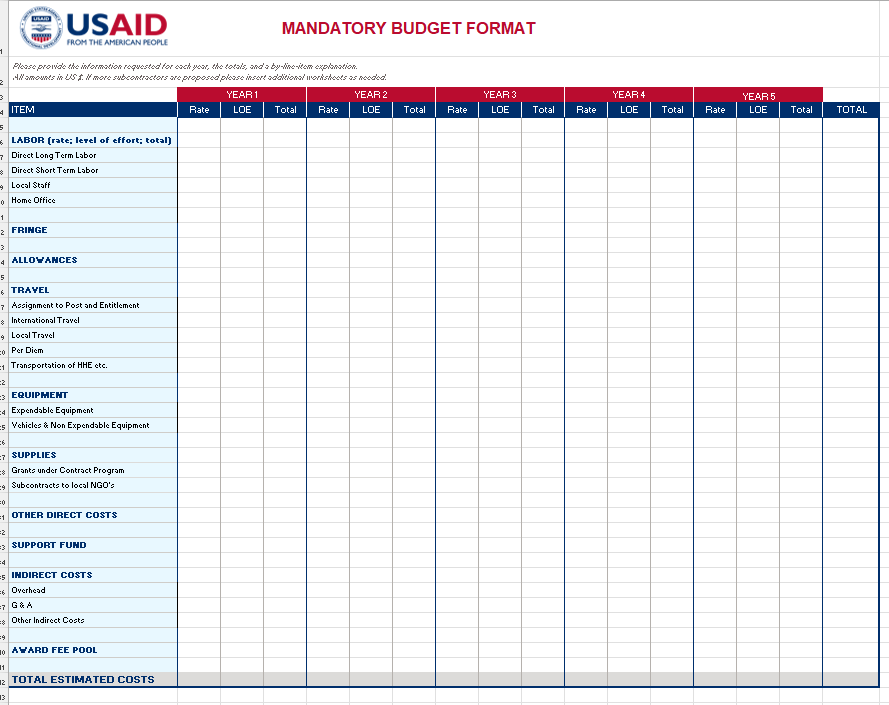 USAID
USAID
FROM THE AMERICAN PEOPLE
MANDATORY BUDGET FORMAT
Please provide the information requested for each year, the totals, and a by-line-item explanation.
All amounts in US $. If more subcontractors are proposed please insert additional worksheets as needed.
YEAR 1 YEAR 2 YEAR 3 YEAR 4 YEAR 5
ITEM Rate LOE Total Rate LOE Total Rate LOE Total Rate LOE Total Rate LOE Total TOTAL
LABOR (rate; level of effort; total)
Direct Long Term Labor
Direct Short Term Labor
Local Staff
Home Office
FRINGE
ALLOWANCES
TRAVEL
Assignment to Post and Entitlement
International Travel
Local Travel
Per Diem
Transportation of HHE etc.
EQUIPMENT
Expendable Equipment
Vehicles & Non Expendable Equipment
SUPPLIES
Grants under Contract Program
Subcontracts to local NGO's
OTHER DIRECT COSTS
SUPPORT FUND
INDIRECT COSTS
Overhead
G & A
Other Indirect Costs
AWARD FEE POOL
TOTAL ESTIMATED COSTS